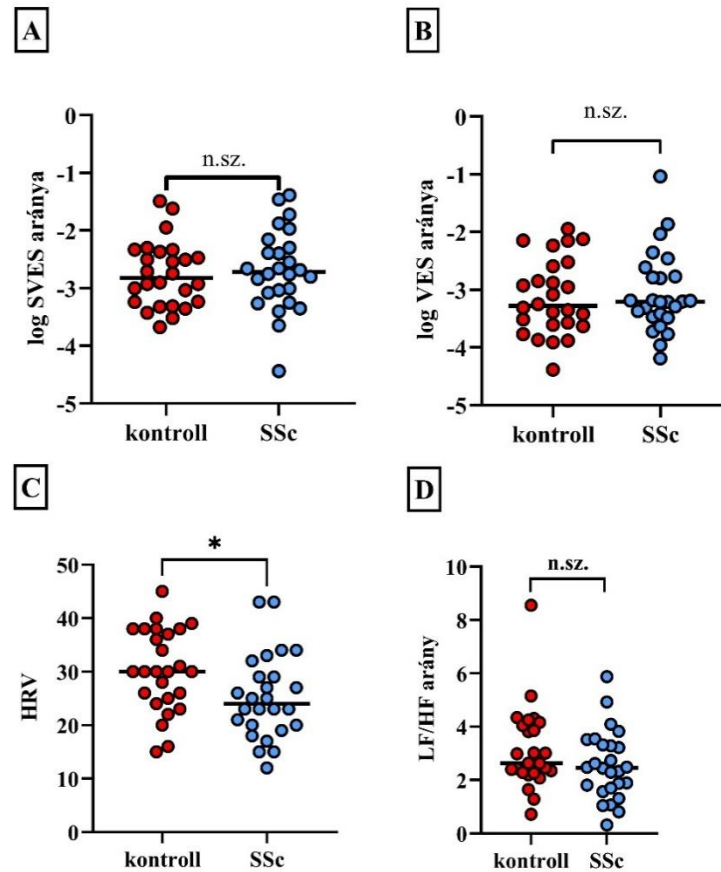 A
log SVES aránya
0
-1
-2
-3
-4
-5
n.sz.
kontroll SSc
B
log VES aránya
0
-1
-2
-3
-4
-5
n.sz.
kontroll SSc
C
HRV
50
40
30
20
10
0
*
kontroll SSc
D
LF/HF arány
10
8
6
4
2
0
n.sz.
kontroll SSc